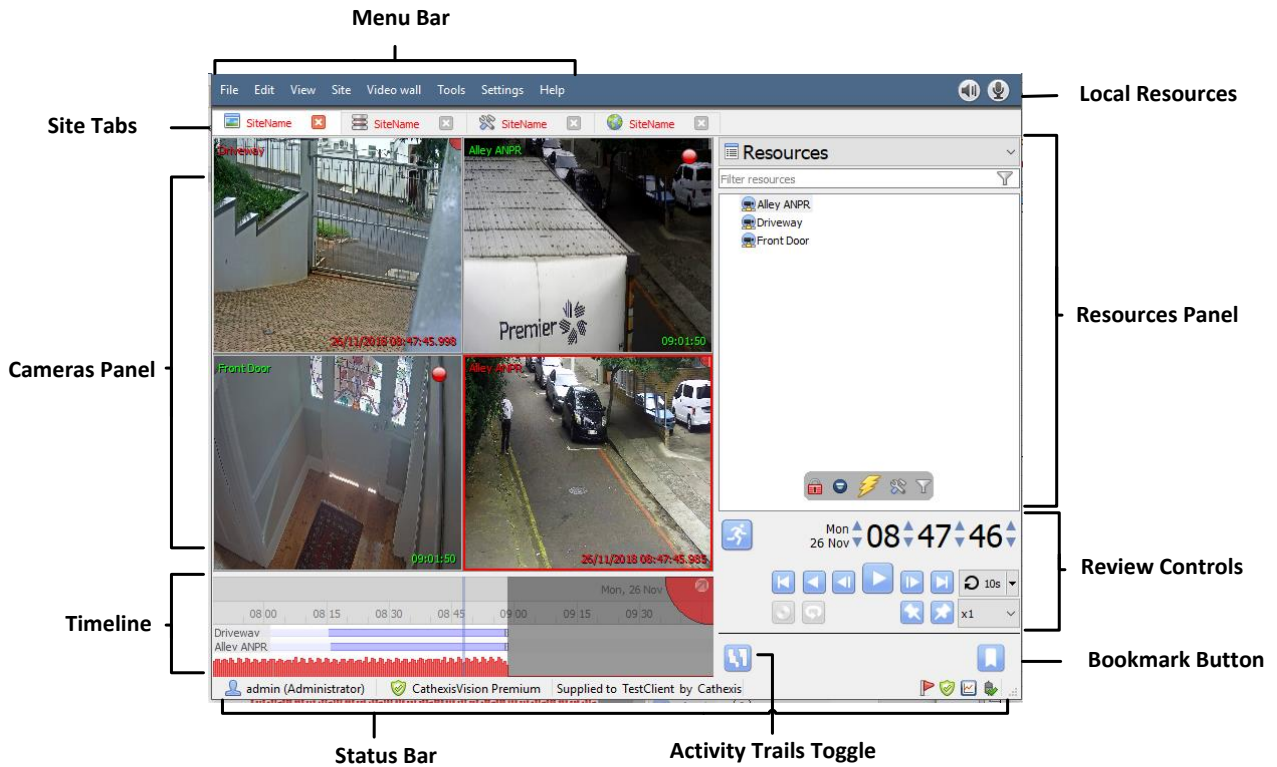 Menu Bar
File Edit View Site Video wall Tools Settings Help
Local Resources
Site Tabs
SiteName SiteName SiteName SiteName
Driveway
Alley ANPR
Resources
Filter resources
Alley ANPR
Driveway
Front Door
Premier
26/11/2018 08:47:45.998
09:01:50
Resources Panel
Cameras Panel
Front Door
Alley ANPR
09:01:50
26/11/2018 08:47:45.985
Mon
26 Nov 08 47 46
10s
x1
Review Controls
Timeline
Mon, 26 Nov
08 00 08 15 08 30 08 45 09 00 09 15 09 30
Driveway
Alley ANPR
Bookmark Button
admin (Administrator) CathexisVision Premium Supplied to TestClient by Cathexis
Status Bar
Activity Trails Toggle